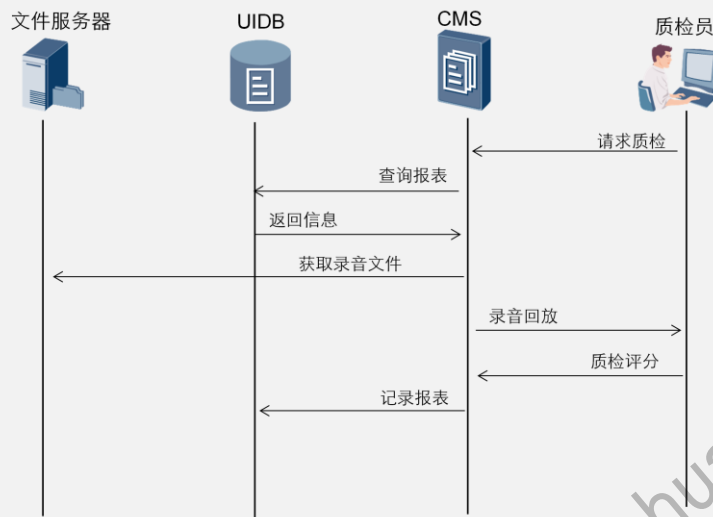 文件服务器
UIDB
CMS
质检员
请求质检
查询报表
返回信息
获取录音文件
录音回放
质检评分
记录报表
hua